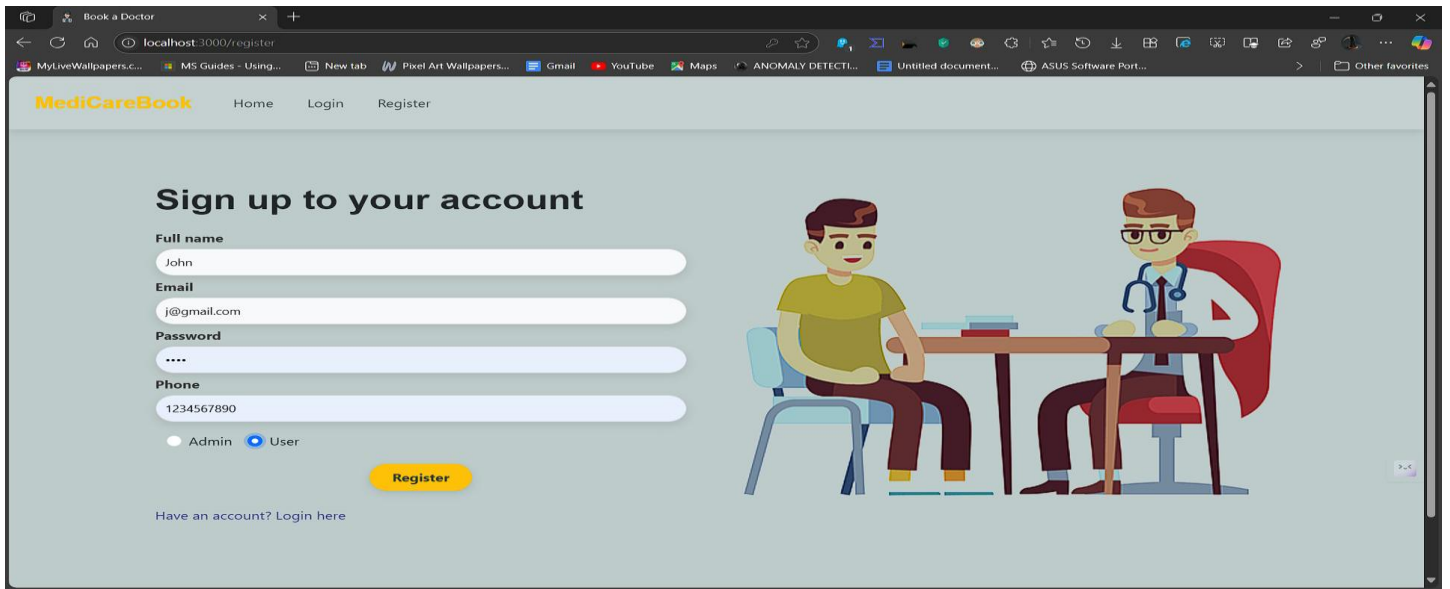 Book a Doctor
localhost:3000/register
MyLiveWallpapers.c... MS Guides - Using... New tab Pixel Art Wallpapers... Gmail YouTube Maps ANOMALY DETECTI... Untitled document... ASUS Software Port... Other favorites
MediCareBook Home Login Register
Sign up to your account
Full name
John
Email
j@gmail.com
Password
••••
Phone
1234567890
Admin User
Register
Have an account? Login here